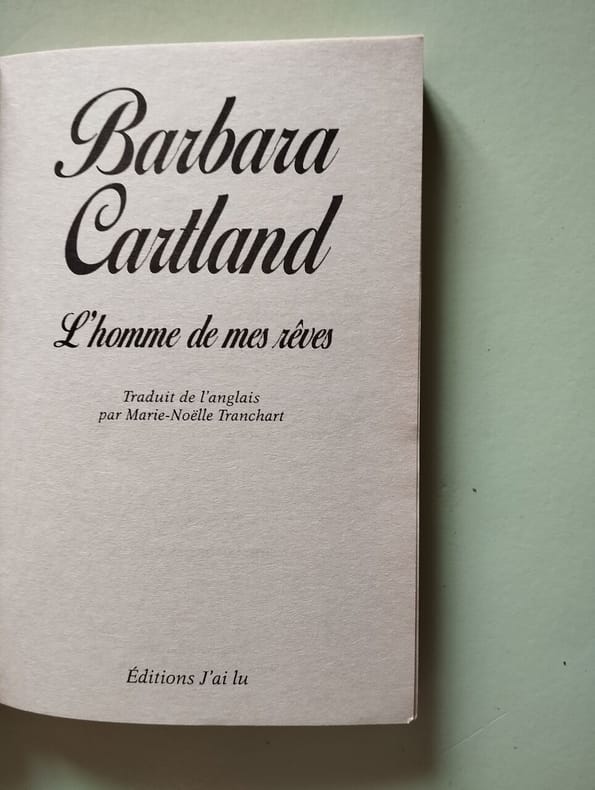 Barbara
Cartland
L'homme de mes rêves
Traduit de l'anglais
par Marie-Noëlle Tranchart
Éditions J'ai lu